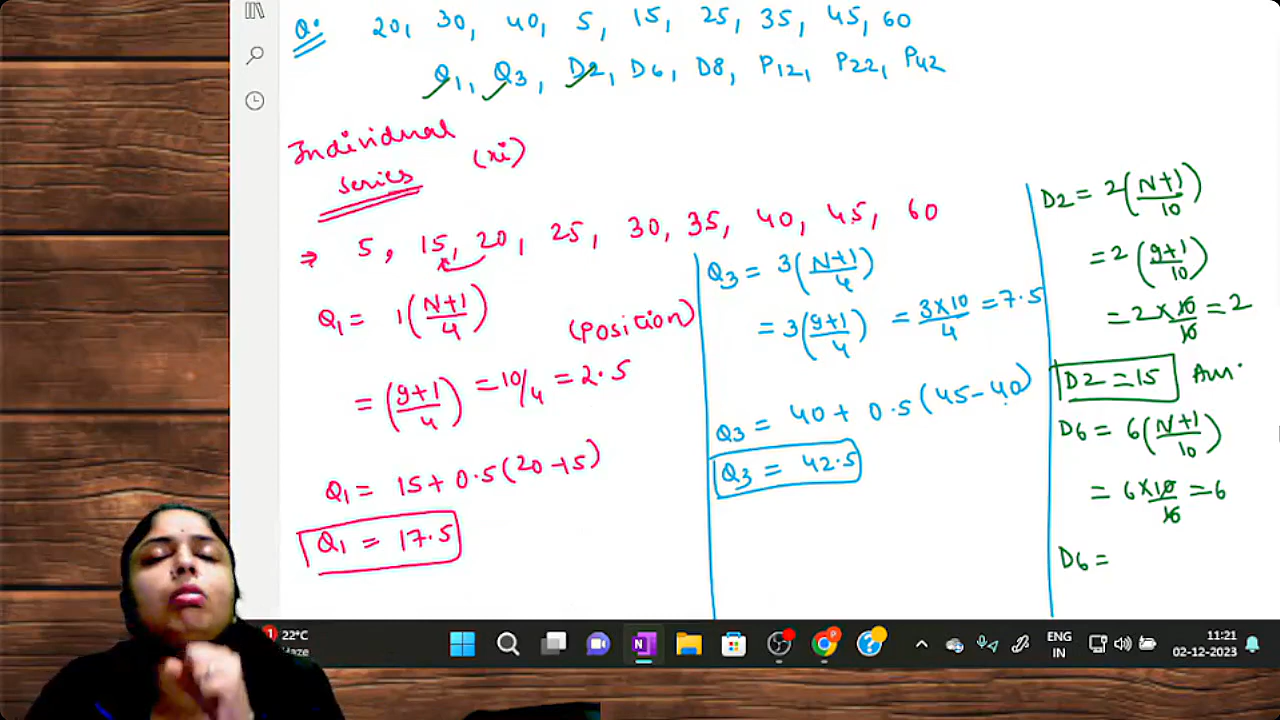 Q: 20, 30, 40, 5, 15, 25, 35, 45, 60
Q1, Q3, D2, D6, D8, P12, P22, P42
Individual series (xi)
⇒ 5, 15, 20, 25, 30, 35, 40, 45, 60
Q1 = 1(N+1/4)
(Position)
= (9+1/4) = 10/4 = 2.5
Q1 = 15 + 0.5(20-15)
Q1 = 17.5
Q3 = 3(N+1/4)
= 3(9+1/4) = 3×10/4 = 7.5
Q3 = 40 + 0.5(45-40)
Q3 = 42.5
D2 = 2(N+1/10)
= 2(9+1/10)
= 2×10/10 = 2
D2 = 15 Ans.
D6 = 6(N+1/10)
= 6×10/10 = 6
D6 =
1
22°C
Haze
ENG
IN
11:21
02-12-2023